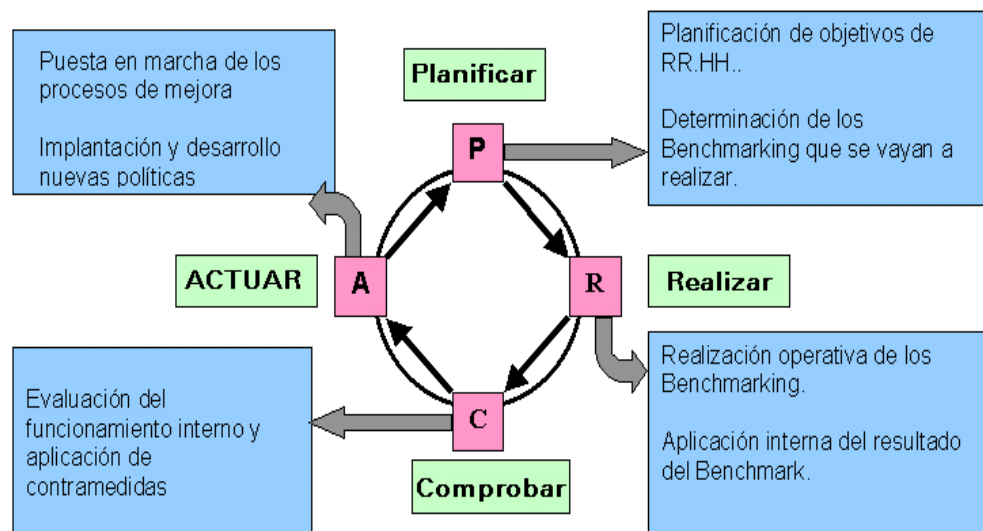 Puesta en marcha de los
procesos de mejora
Implantación y desarrollo
nuevas políticas
Planificar
Planificación de objetivos de
RR.HH..
Determinación de los
Benchmarking que se vayan a
realizar.
P
ACTUAR
A
R
Realizar
Evaluación del
funcionamiento interno y
aplicación de
contramedidas
C
Comprobar
Realización operativa de los
Benchmarking.
Aplicación interna del resultado
del Benchmark.